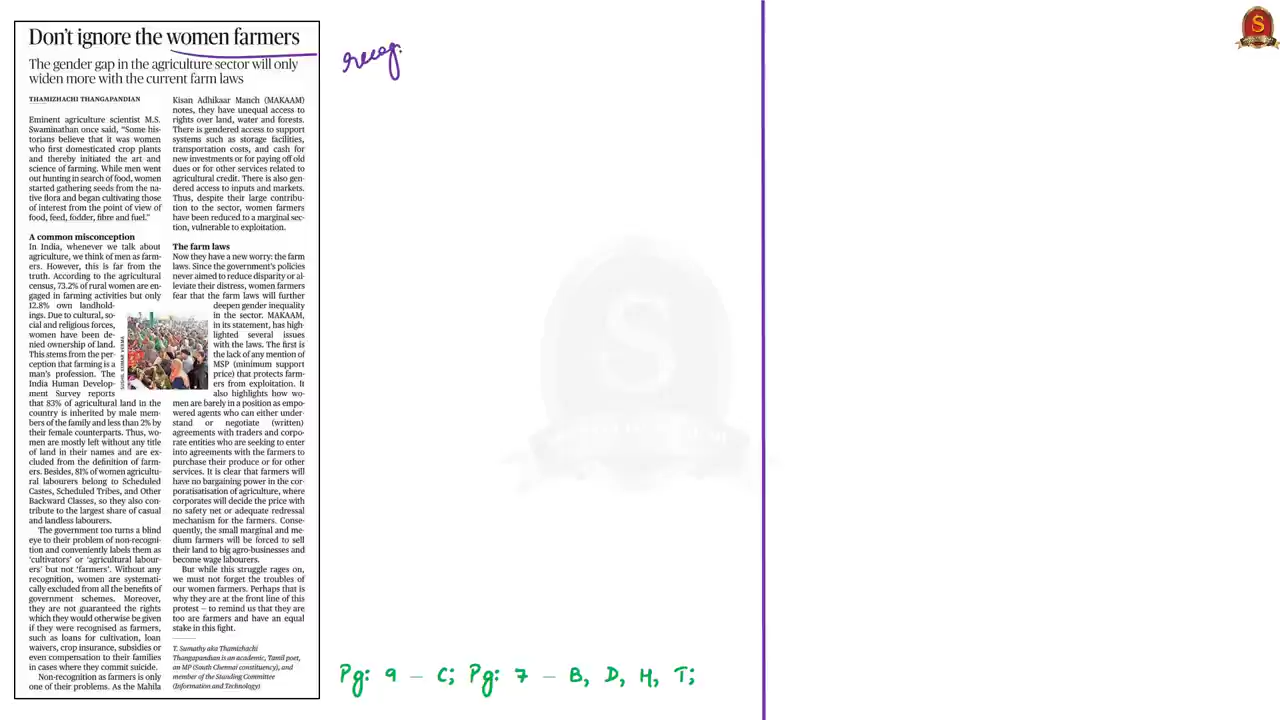 Don't ignore the women farmers
The gender gap in the agriculture sector will only
widen more with the current farm laws
THAMIZHACHI THANGAPANDIAN
Eminent agriculture scientist M.S.
Swaminathan once said, "Some his-
torians believe that it was women
who first domesticated crop plants
and thereby initiated the art and
science of farming. While men went
out hunting in search of food, women
started gathering seeds from the na-
tive flora and began cultivating those
of interest from the point of view of
food, feed, fodder, fibre and fuel."
A common misconception
In India, whenever we talk about
agriculture, we think of men as farm-
ers. However, this is far from the
truth. According to the agricultural
census, 73.2% of rural women are en-
gaged in farming activities but only
12.8% own landhold-
ings. Due to cultural, so-
cial and religious forces,
women have been de-
nied ownership of land.
This stems from the per-
ception that farming is a
man's profession. The
India Human Develop-
ment Survey reports
that 83% of agricultural land in the
country is inherited by male mem-
bers of the family and less than 2% by
their female counterparts. Thus, wo-
men are mostly left without any title
of land in their names and are ex-
cluded from the definition of farm-
ers. Besides, 81% of women agricultu-
ral labourers belong to Scheduled
Castes, Scheduled Tribes, and Other
Backward Classes, so they also con-
tribute to the largest share of casual
and landless labourers.
The government too turns a blind
eye to their problem of non-recogni-
tion and conveniently labels them as
'cultivators' or 'agricultural labour-
ers' but not 'farmers'. Without any
recognition, women are systemati-
cally excluded from all the benefits of
government schemes. Moreover,
they are not guaranteed the rights
which they would otherwise be given
if they were recognised as farmers,
such as loans for cultivation, loan
waivers, crop insurance, subsidies or
even compensation to their families
in cases where they commit suicide.
Non-recognition as farmers is only
one of their problems. As the Mahila
Kisan Adhikaar Manch (MAKAAM)
notes, they have unequal access to
rights over land, water and forests.
There is gendered access to support
systems such as storage facilities,
transportation costs, and cash for
new investments or for paying off old
dues or for other services related to
agricultural credit. There is also gen-
dered access to inputs and markets.
Thus, despite their large contribu-
tion to the sector, women farmers
have been reduced to a marginal sec-
tion, vulnerable to exploitation.
The farm laws
Now they have a new worry: the farm
laws. Since the government's policies
never aimed to reduce disparity or al-
leviate their distress, women farmers
fear that the farm laws will further
deepen gender inequality
in the sector. MAKAAM,
in its statement, has high-
lighted several issues
with the laws. The first is
the lack of any mention of
MSP (minimum support
price) that protects farm-
ers from exploitation. It
also highlights how wo-
men are barely in a position as empo-
wered agents who can either under-
stand or negotiate (written)
agreements with traders and corpo-
rate entities who are seeking to enter
into agreements with the farmers to
purchase their produce or for other
services. It is clear that farmers will
have no bargaining power in the cor-
poratisatisation of agriculture, where
corporates will decide the price with
no safety net or adequate redressal
mechanism for the farmers. Conse-
quently, the small marginal and me-
dium farmers will be forced to sell
their land to big agro-businesses and
become wage labourers.
But while this struggle rages on,
we must not forget the troubles of
our women farmers. Perhaps that is
why they are at the front line of this
protest — to remind us that they are
too are farmers and have an equal
stake in this fight.
T. Sumathy aka Thamizhachi
Thangapandian is an academic, Tamil poet,
an MP (South Chennai constituency), and
member of the Standing Committee
(Information and Technology)
SUSHIL KUMAR VERMA
recog.
Pg: 9 – C; Pg: 7 – B, D, H, T;
S